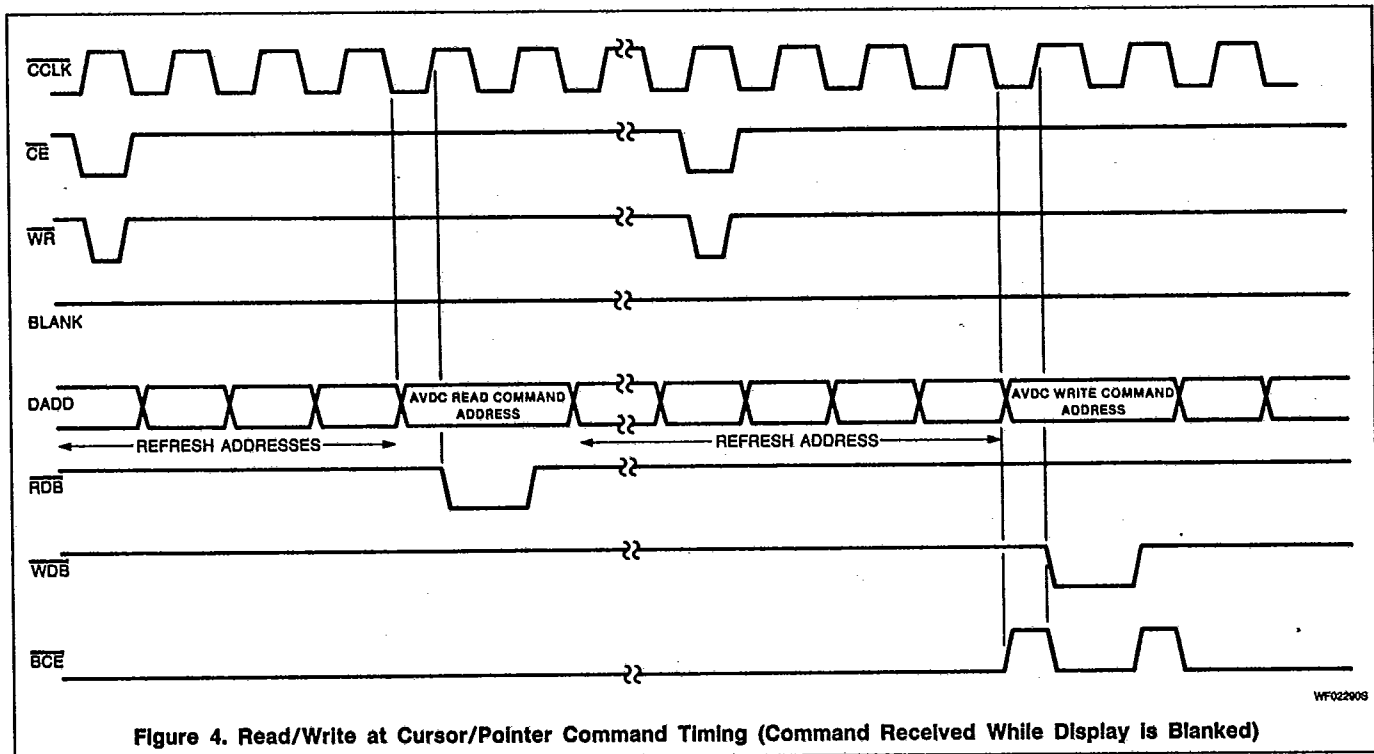 CCLK
CE
WR
BLANK
DADD
AVDC READ COMMAND
ADDRESS
AVDC WRITE COMMAND
ADDRESS
REFRESH ADDRESSES
REFRESH ADDRESS
RDB
WDB
BCE
WF02290S
Figure 4. Read/Write at Cursor/Pointer Command Timing (Command Received While Display is Blanked)